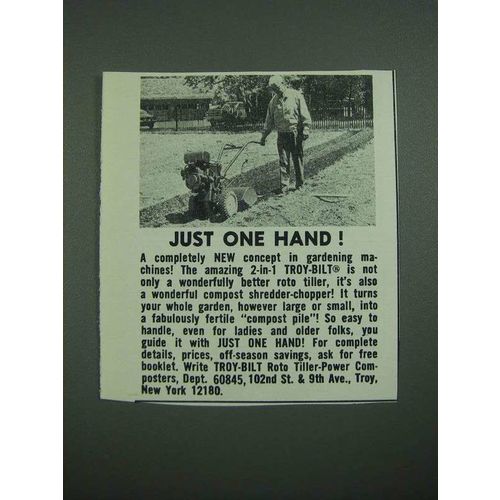 JUST ONE HAND !
A completely NEW concept in gardening ma-
chines! The amazing 2-in-1 TROY-BILT® is not
only a wonderfully better roto tiller, it's also
a wonderful compost shredder-chopper! It turns
your whole garden, however large or small, into
a fabulously fertile "compost pile"! So easy to
handle, even for ladies and older folks, you
guide it with JUST ONE HAND! For complete
details, prices, off-season savings, ask for free
booklet. Write TROY-BILT Roto Tiller-Power Com-
posters, Dept. 60845, 102nd St. & 9th Ave., Troy,
New York 12180.